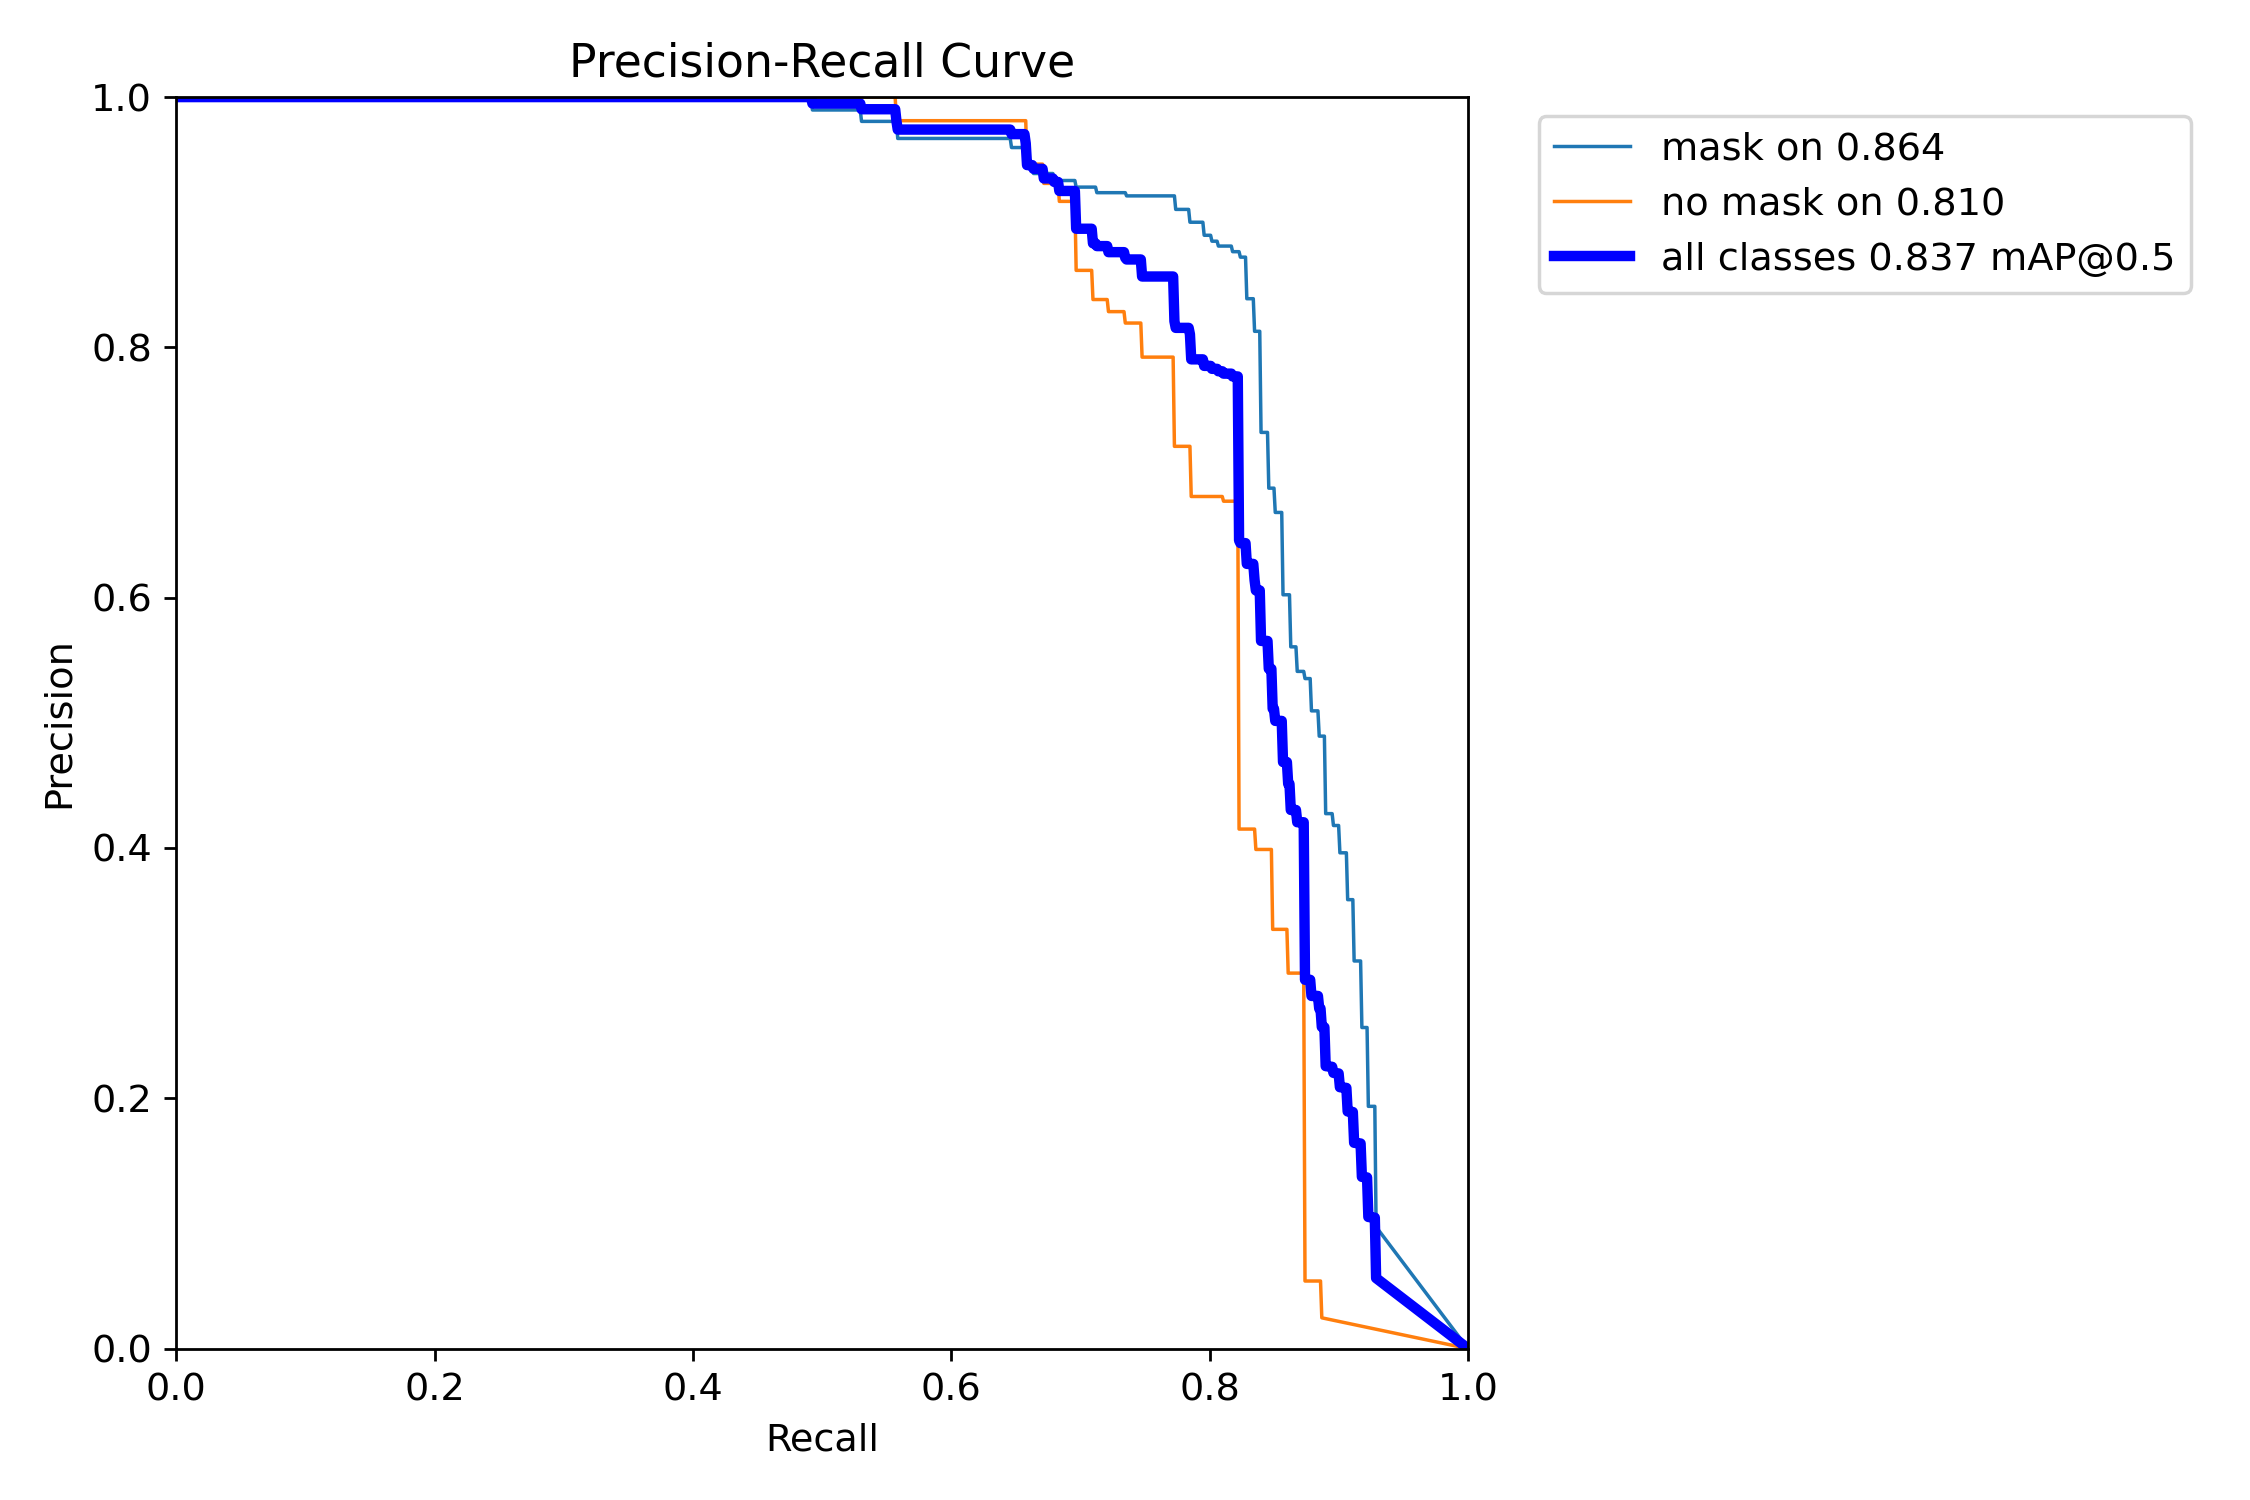 Precision-Recall Curve
1.0
0.8
0.6
0.4
0.2
0.0
Precision
0.0 0.2 0.4 0.6 0.8 1.0
Recall
mask on 0.864
no mask on 0.810
all classes 0.837 mAP@0.5